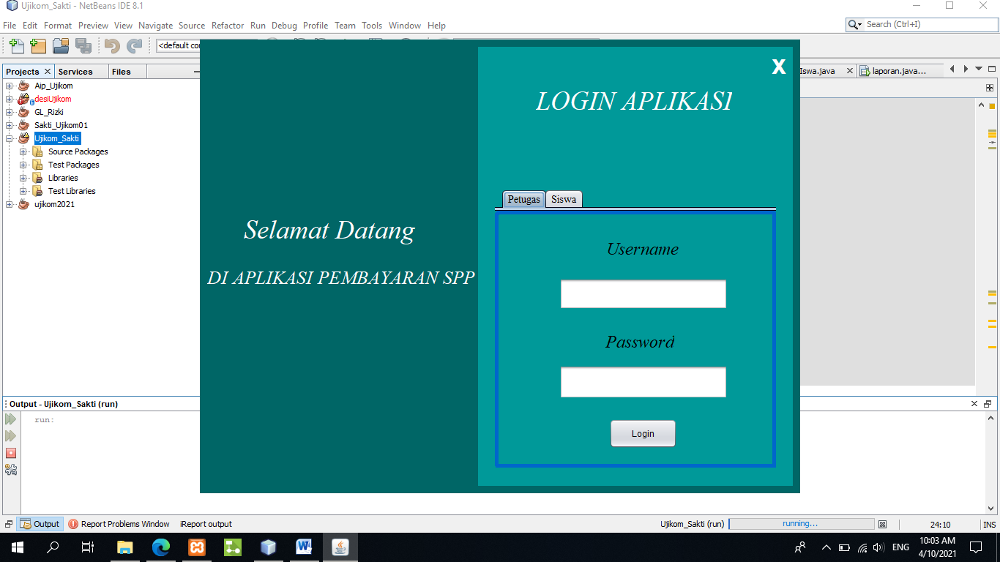 Ujikom_Sakti - NetBeans IDE 8.1
File Edit Format Preview View Navigate Source Refactor Run Debug Profile Team Tools Window Help
Search (Ctrl+I)
<default con
Projects
Services
Files
Iswa.java
laporan.java...
Aip_Ujikom
desiUjikom
GL_Rizki
Sakti_Ujikom01
Ujikom_Sakti
Source Packages
Test Packages
Libraries
Test Libraries
ujikom2021
Selamat Datang
DI APLIKASI PEMBAYARAN SPP
X
LOGIN APLIKASI
Petugas Siswa
Username
Password
Login
Output - Ujikom_Sakti (run)
run:
Output Report Problems Window iReport output
Ujikom_Sakti (run) running... 24:10 INS
ENG
10:03 AM
4/10/2021